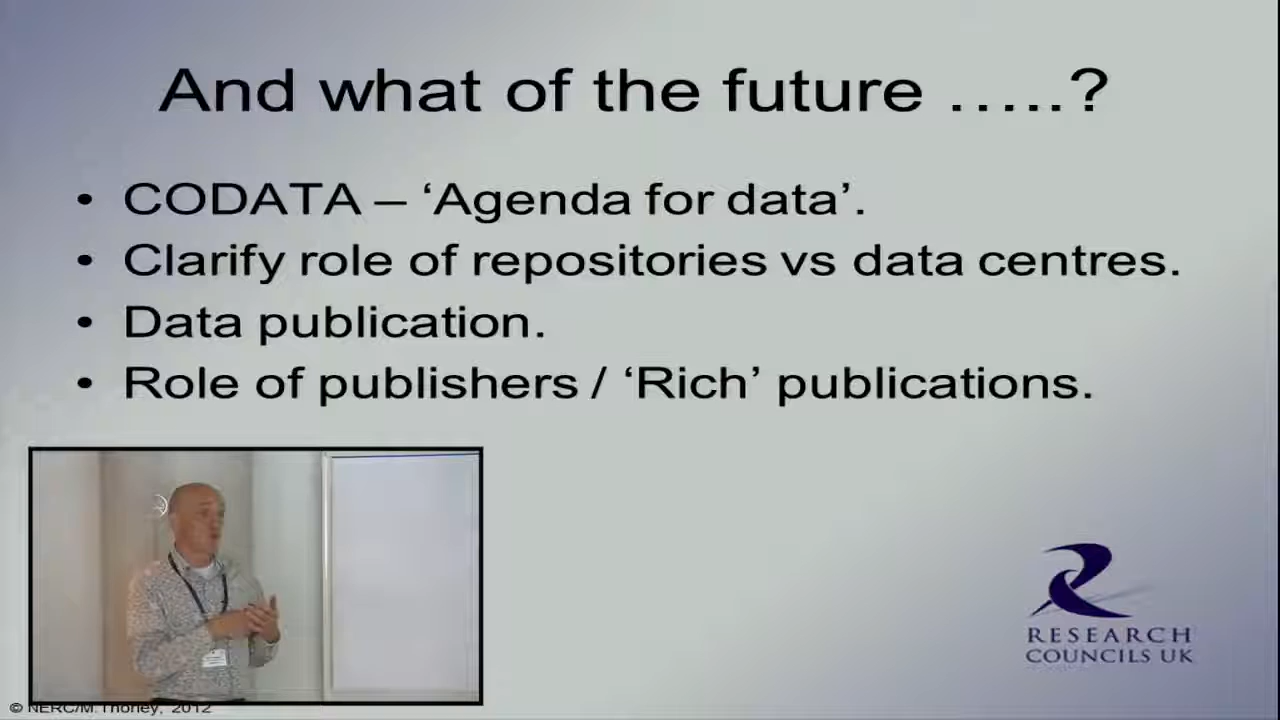 And what of the future .....?
• CODATA – ‘Agenda for data’.
• Clarify role of repositories vs data centres.
• Data publication.
• Role of publishers / ‘Rich’ publications.
RESEARCH
COUNCILS UK
© NERC/M. Thorley, 2012